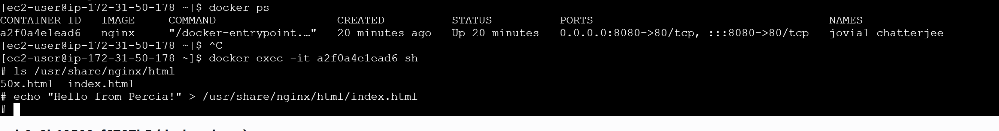 [ec2-user@ip-172-31-50-178 ~]$ docker ps
CONTAINER ID   IMAGE     COMMAND                  CREATED          STATUS          PORTS                                   NAMES
a2f0a4e1ead6   nginx     "/docker-entrypoint.…"   20 minutes ago   Up 20 minutes   0.0.0.0:8080->80/tcp, :::8080->80/tcp   jovial_chatterjee
[ec2-user@ip-172-31-50-178 ~]$ ^C
[ec2-user@ip-172-31-50-178 ~]$ docker exec -it a2f0a4e1ead6 sh
# ls /usr/share/nginx/html
50x.html  index.html
# echo "Hello from Percia!" > /usr/share/nginx/html/index.html
#